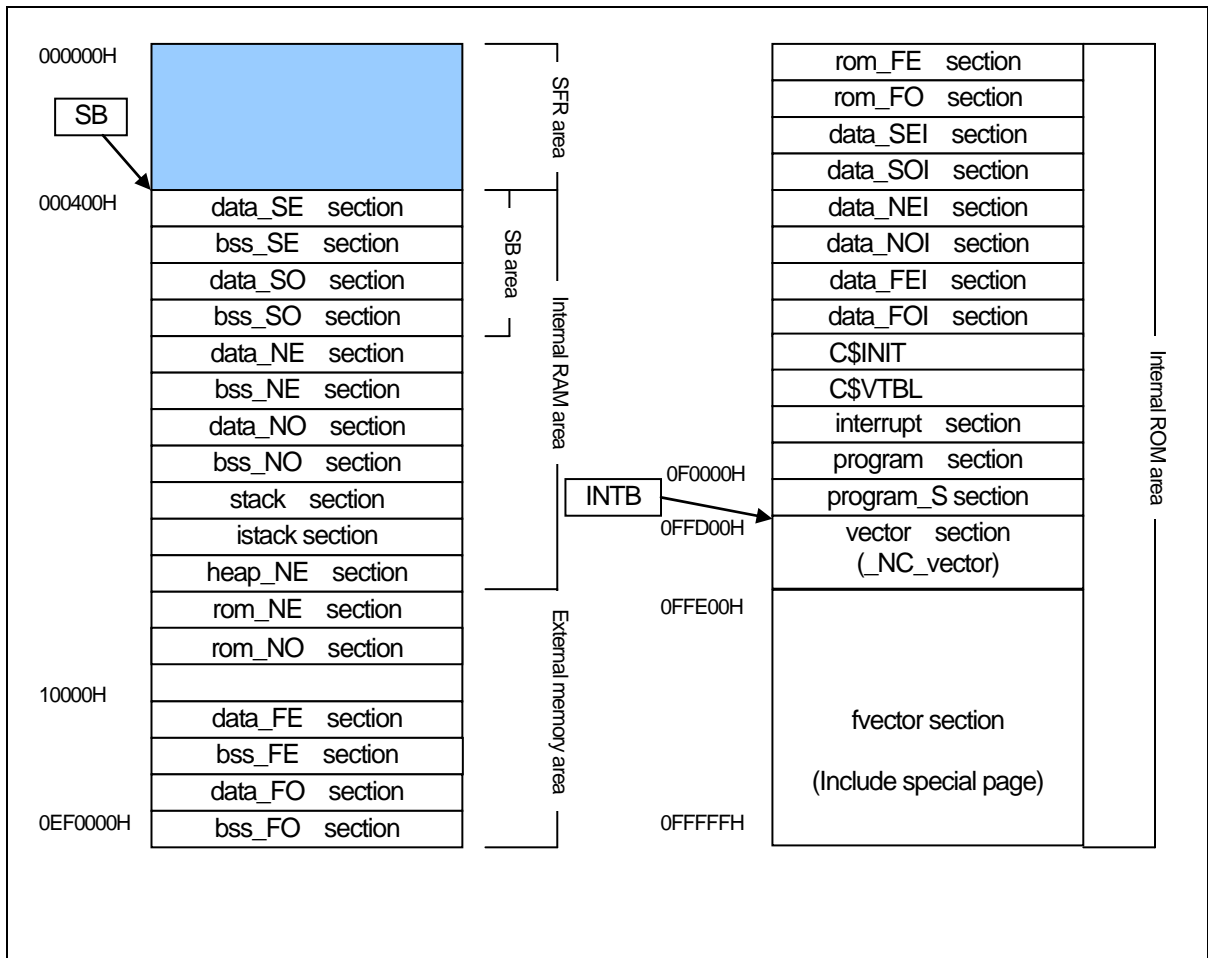 000000H
SB
000400H
10000H
0EF0000H
data_SE section
bss_SE section
data_SO section
bss_SO section
data_NE section
bss_NE section
data_NO section
bss_NO section
stack section
istack section
heap_NE section
rom_NE section
rom_NO section
data_FE section
bss_FE section
data_FO section
bss_FO section
SFR area
SB area
Internal RAM area
External memory area
INTB
0F0000H
0FFD00H
0FFE00H
0FFFFFH
rom_FE section
rom_FO section
data_SEI section
data_SOI section
data_NEI section
data_NOI section
data_FEI section
data_FOI section
C$INIT
C$VTBL
interrupt section
program section
program_S section
vector section
(_NC_vector)
fvector section
(Include special page)
Internal ROM area